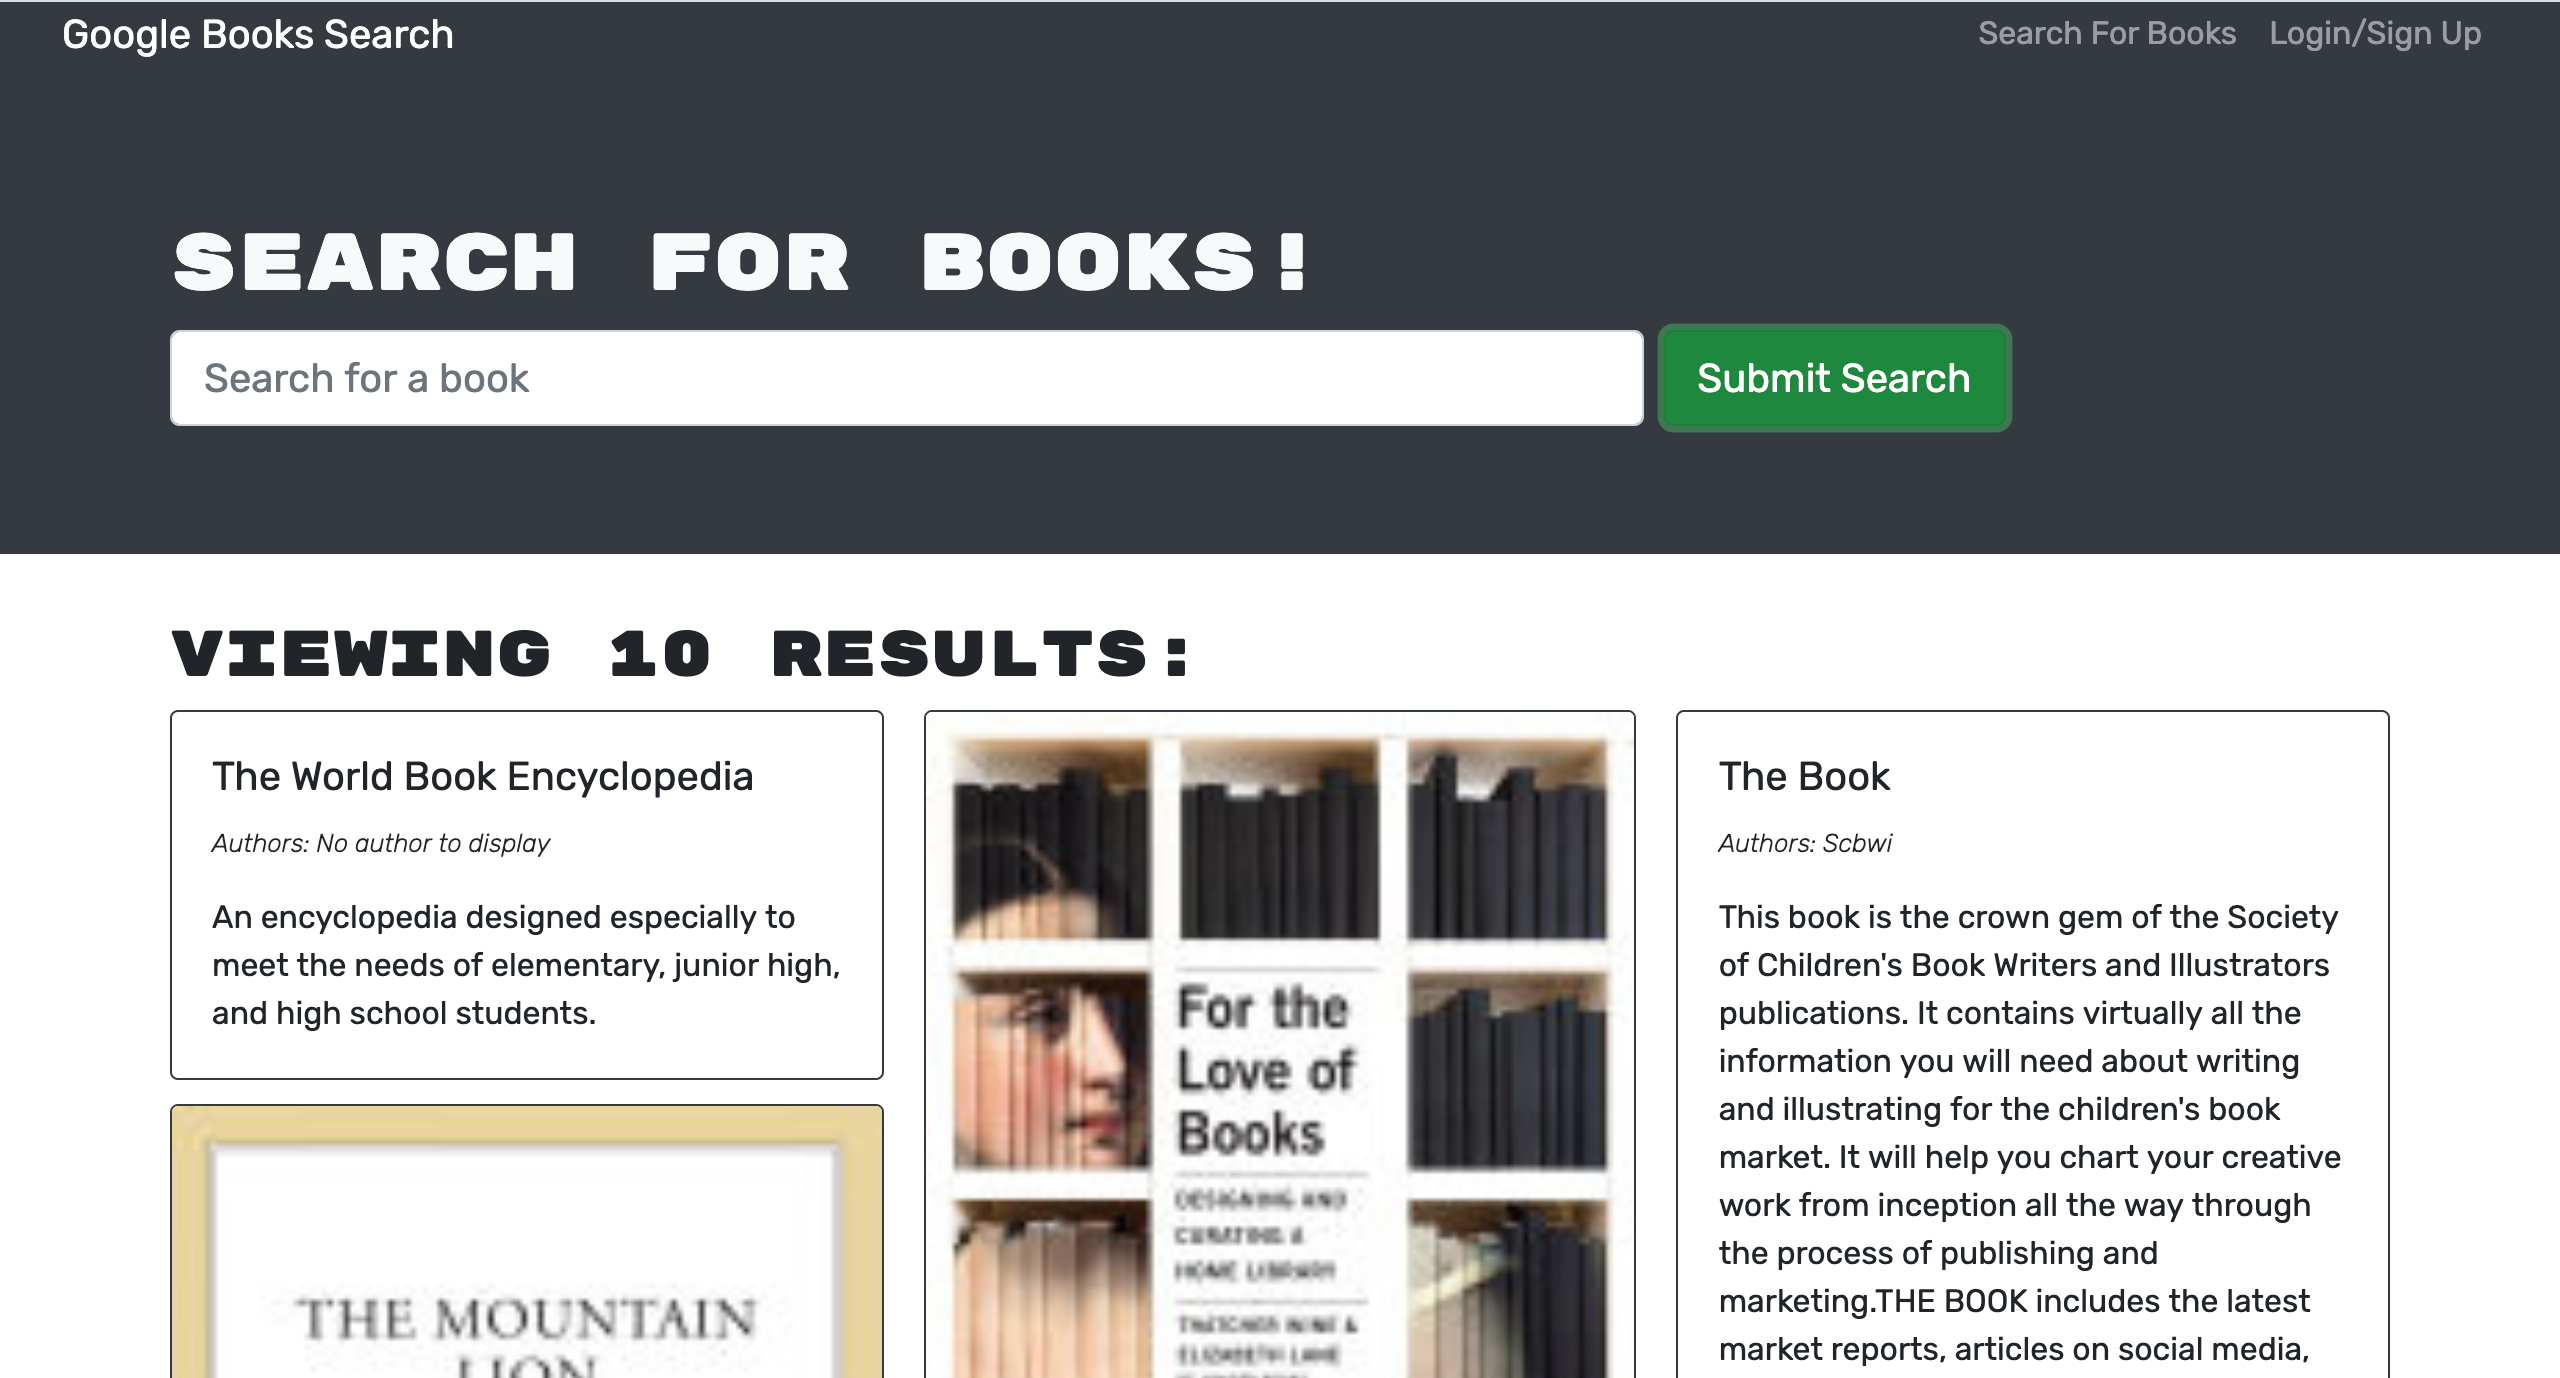 Google Books Search
Search For Books
Login/Sign Up
SEARCH FOR BOOKS!
Search for a book
Submit Search
VIEWING 10 RESULTS:
The World Book Encyclopedia
Authors: No author to display
An encyclopedia designed especially to
meet the needs of elementary, junior high,
and high school students.
THE MOUNTAIN
LION
For the
Love of
Books
DESIGNING AND
CURATING A
HOME LIBRARY
THATCHER WINE &
ELIZABETH LANE
The Book
Authors: Scbwi
This book is the crown gem of the Society
of Children's Book Writers and Illustrators
publications. It contains virtually all the
information you will need about writing
and illustrating for the children's book
market. It will help you chart your creative
work from inception all the way through
the process of publishing and
marketing.THE BOOK includes the latest
market reports, articles on social media,